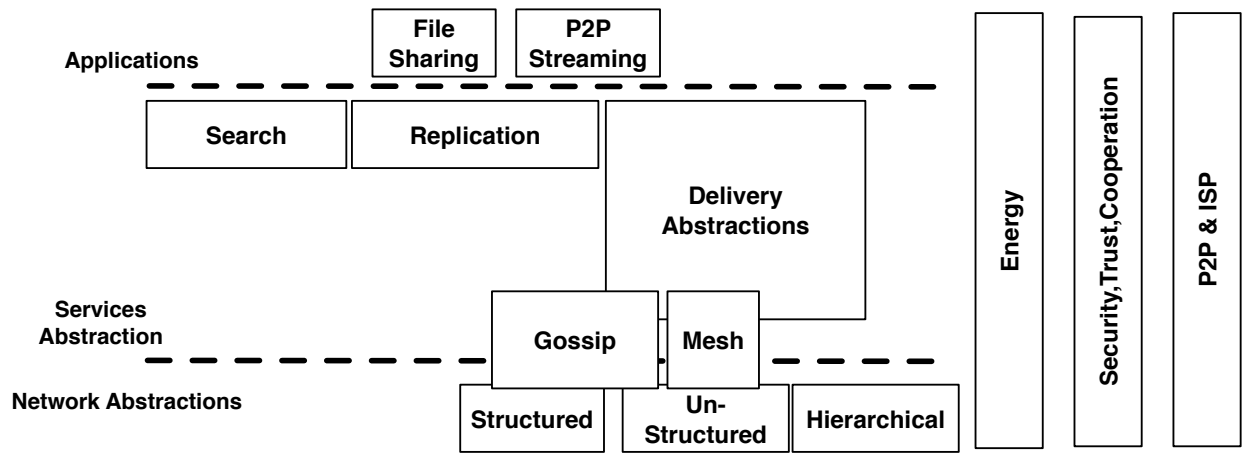 File
Sharing
P2P
Streaming
Applications
Search
Replication
Delivery
Abstractions
Services
Abstraction
Gossip
Mesh
Network Abstractions
Structured
Un-
Structured
Hierarchical
Energy
Security,Trust,Cooperation
P2P & ISP